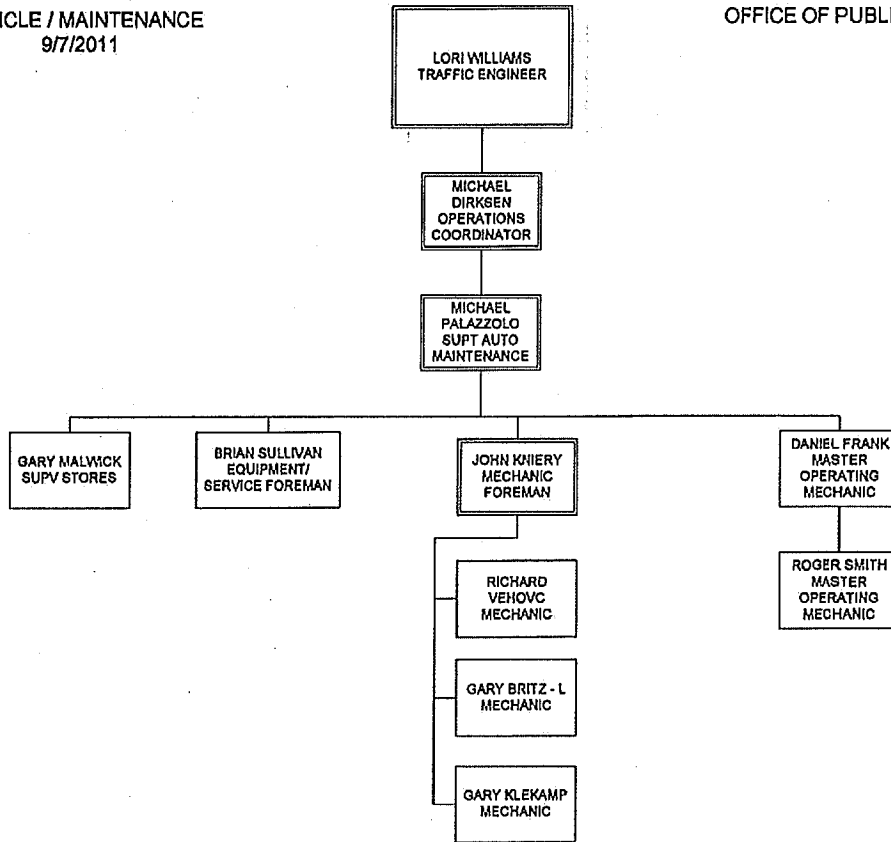 ICLE / MAINTENANCE
9/7/2011
OFFICE OF PUBLI
LORI WILLIAMS
TRAFFIC ENGINEER
MICHAEL
DIRKSEN
OPERATIONS
COORDINATOR
MICHAEL
PALAZZOLO
SUPT AUTO
MAINTENANCE
GARY MALWICK
SUPV STORES
BRIAN SULLIVAN
EQUIPMENT/
SERVICE FOREMAN
JOHN KNIERY
MECHANIC
FOREMAN
DANIEL FRANK
MASTER
OPERATING
MECHANIC
RICHARD
VEHOVC
MECHANIC
ROGER SMITH
MASTER
OPERATING
MECHANIC
GARY BRITZ - L
MECHANIC
GARY KLEKAMP
MECHANIC